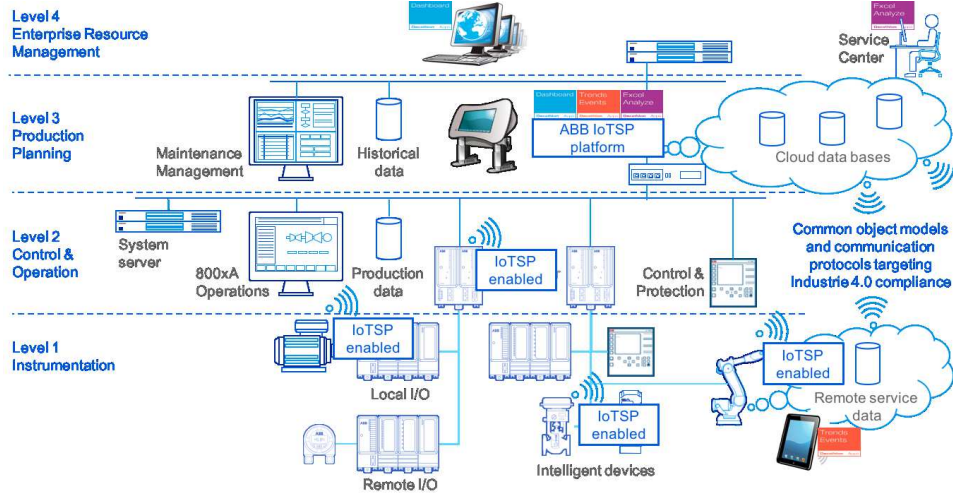 Level 4
Enterprise Resource
Management
Dashboard
Excel
Analyze
Service
Center
Level 3
Production
Planning
Maintenance
Management
Historical
data
Dashboard
Trends
Events
Excel
Analyze
ABB IoTSP
platform
Cloud data bases
Level 2
Control &
Operation
System
server
800xA
Operations
Production
data
IoTSP
enabled
Control &
Protection
Common object models
and communication
protocols targeting
Industrie 4.0 compliance
Level 1
Instrumentation
IoTSP
enabled
Local I/O
Remote I/O
IoTSP
enabled
Intelligent devices
IoTSP
enabled
Remote service
data
Trends
Events